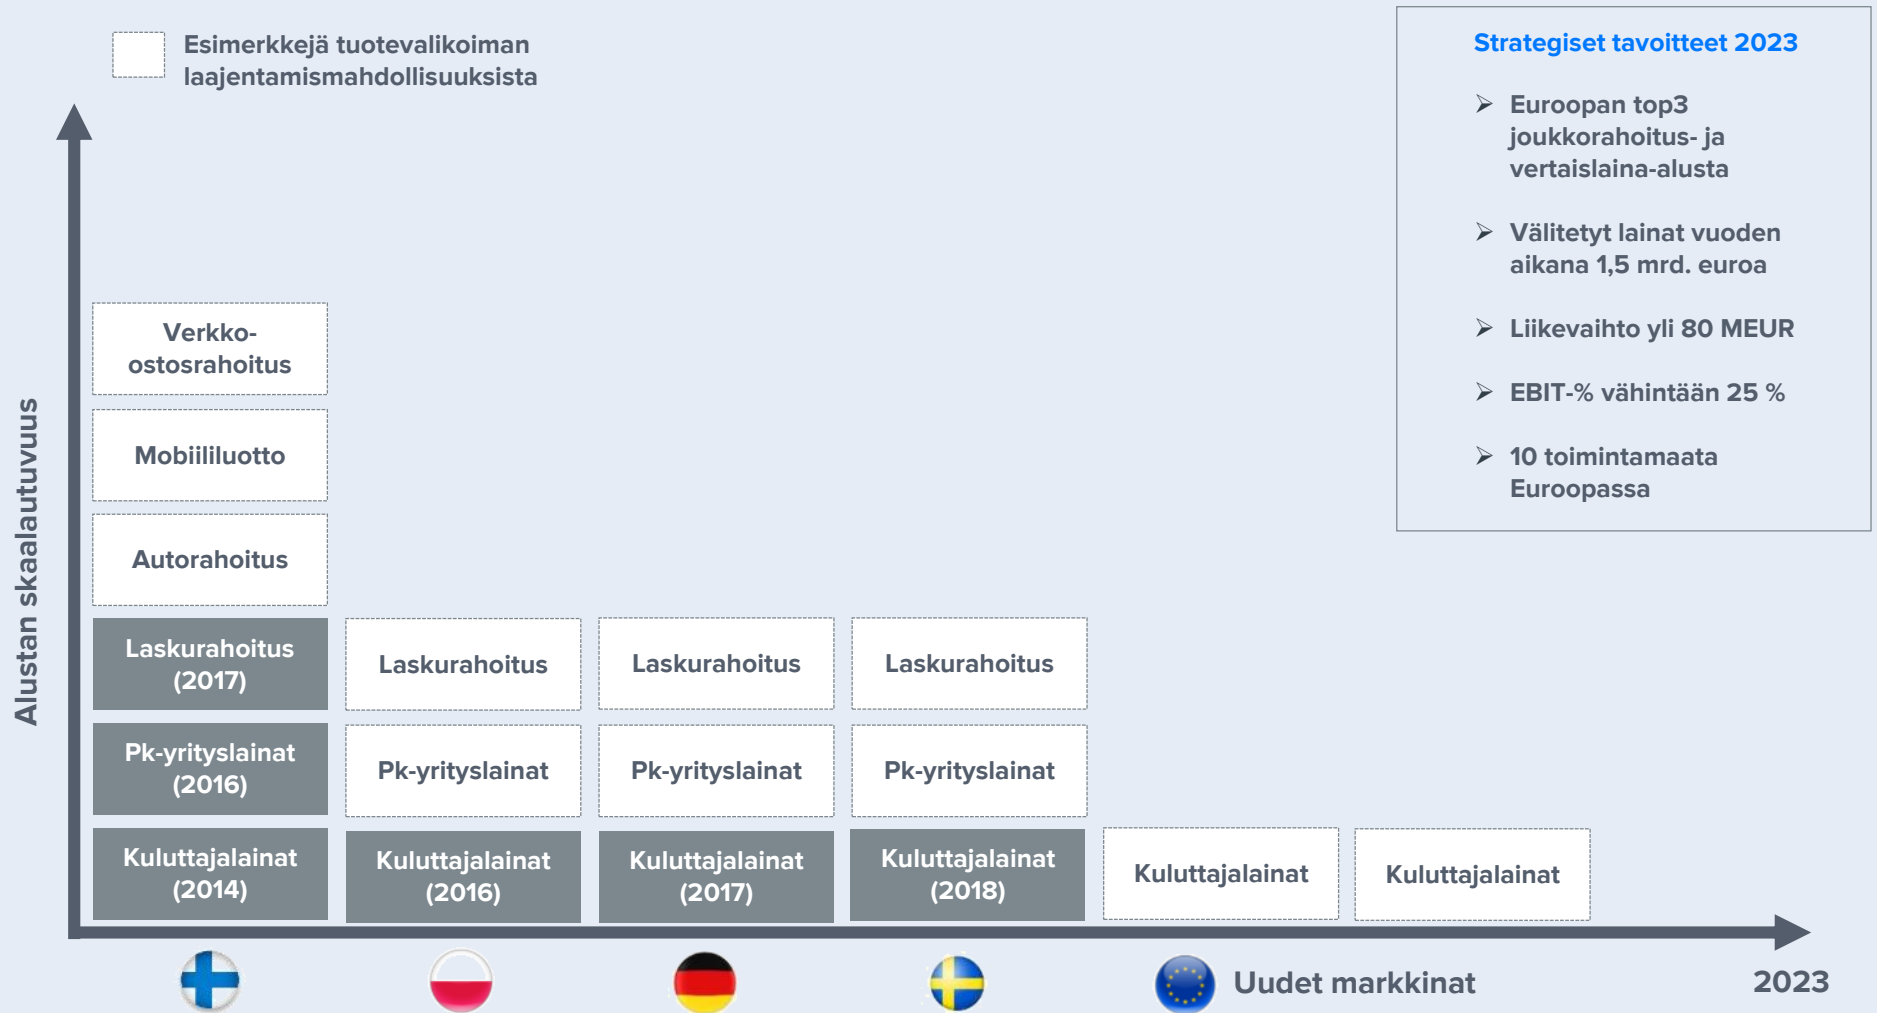 Esimerkkejä tuotevalikoiman
laajentamismahdollisuuksista
Strategiset tavoitteet 2023
➢ Euroopan top3
joukkorahoitus- ja
vertaislaina-alusta
➢ Välitetyt lainat vuoden
aikana 1,5 mrd. euroa
➢ Liikevaihto yli 80 MEUR
➢ EBIT-% vähintään 25 %
➢ 10 toimintamaata
Euroopassa
Alustan skaalautuvuus
Verkko-
ostosrahoitus
Mobiililuotto
Autorahoitus
Laskurahoitus
(2017)
Laskurahoitus
Laskurahoitus
Laskurahoitus
Pk-yrityslainat
(2016)
Pk-yrityslainat
Pk-yrityslainat
Pk-yrityslainat
Kuluttajalainat
(2014)
Kuluttajalainat
(2016)
Kuluttajalainat
(2017)
Kuluttajalainat
(2018)
Kuluttajalainat
Kuluttajalainat
Uudet markkinat
2023